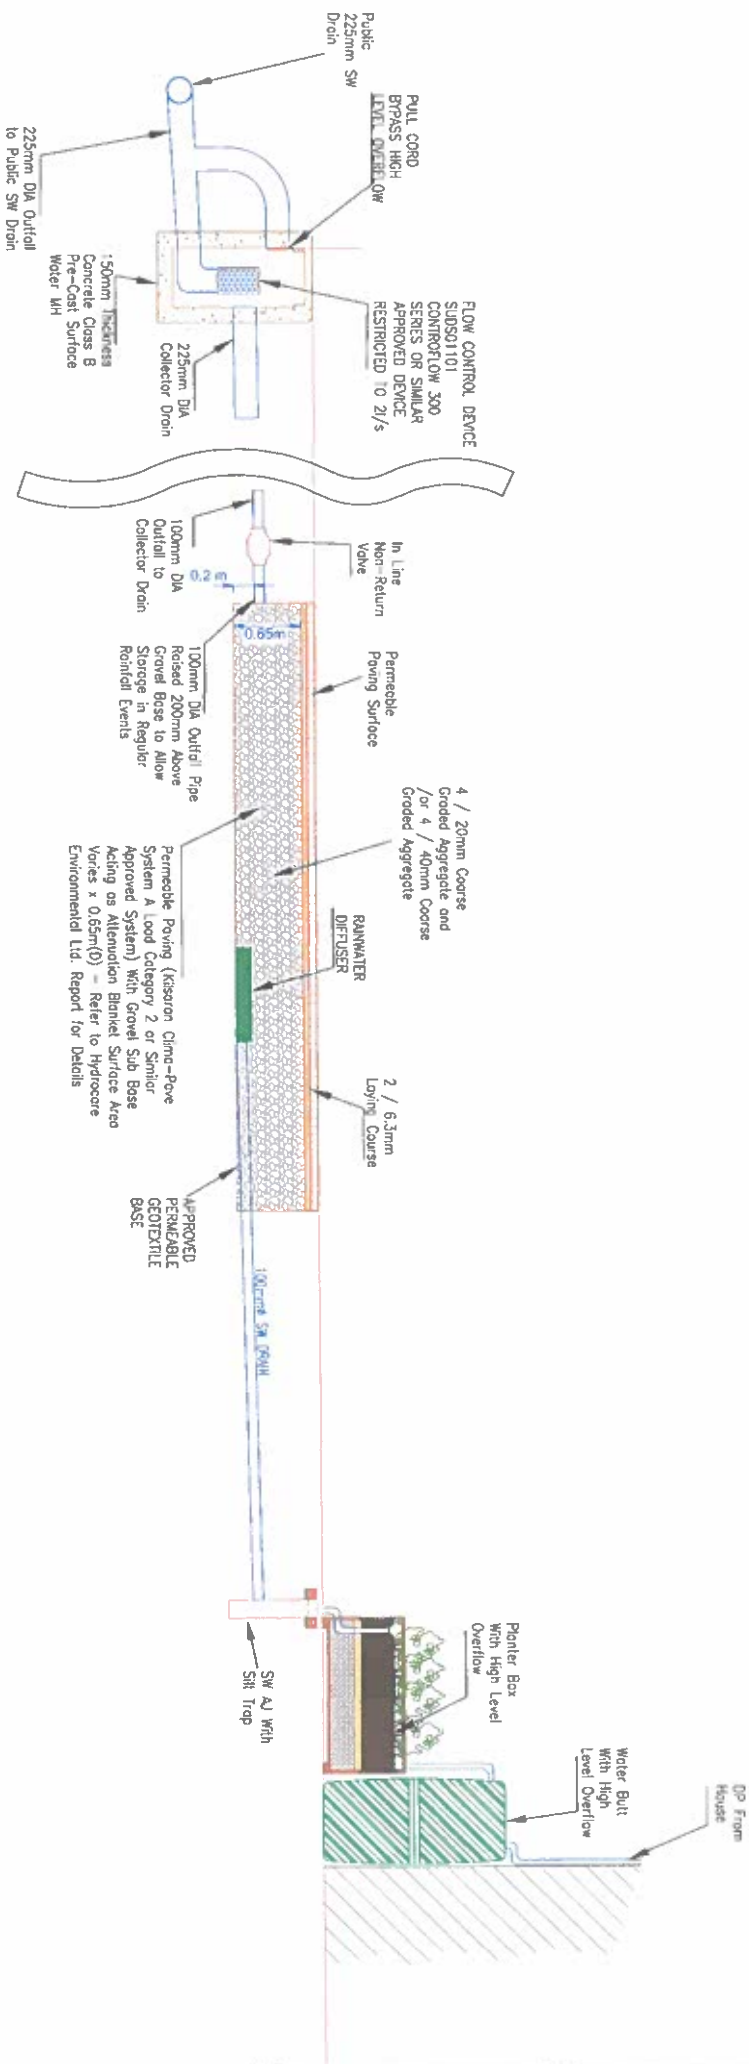 Public
225mm SW
Drain
PULL CORD
BYPASS HIGH
LEVEL OVERFLOW
225mm DIA Outfall
to Public SW Drain
150mm Thickness
Concrete Class B
Pre-Cast Surface
Water MH
FLOW CONTROL DEVICE
SUDS01101
CONTROFLOW 300
SERIES OR SIMILAR
APPROVED DEVICE
RESTRICTED TO 2l/s
225mm DIA
Collector Drain
In Line
Non-Return
Valve
100mm DIA
Outfall to
Collector Drain
0.2 m
0.65m
Permeable
Paving Surface
100mm DIA Outfall Pipe
Raised 200mm Above
Gravel Base to Allow
Storage in Regular
Rainfall Events
4 / 20mm Coarse
Graded Aggregate and
/or 4 / 40mm Coarse
Graded Aggregate
Permeable Paving (Kilsaran Clima-Pave
System A Load Category 2 or Similar
Approved System) With Gravel Sub Base
Acting as Attenuation Blanket Surface Area
Varies x 0.65m(D) - Refer to Hydrocare
Environmental Ltd. Report for Details
RAINWATER
DIFFUSER
2 / 6.3mm
Laying Course
APPROVED
PERMEABLE
GEOTEXTILE
BASE
100mmø SW DRAIN
SW AJ With
Silt Trap
Planter Box
With High Level
Overflow
Water Butt
With High
Level Overflow
DP From
House